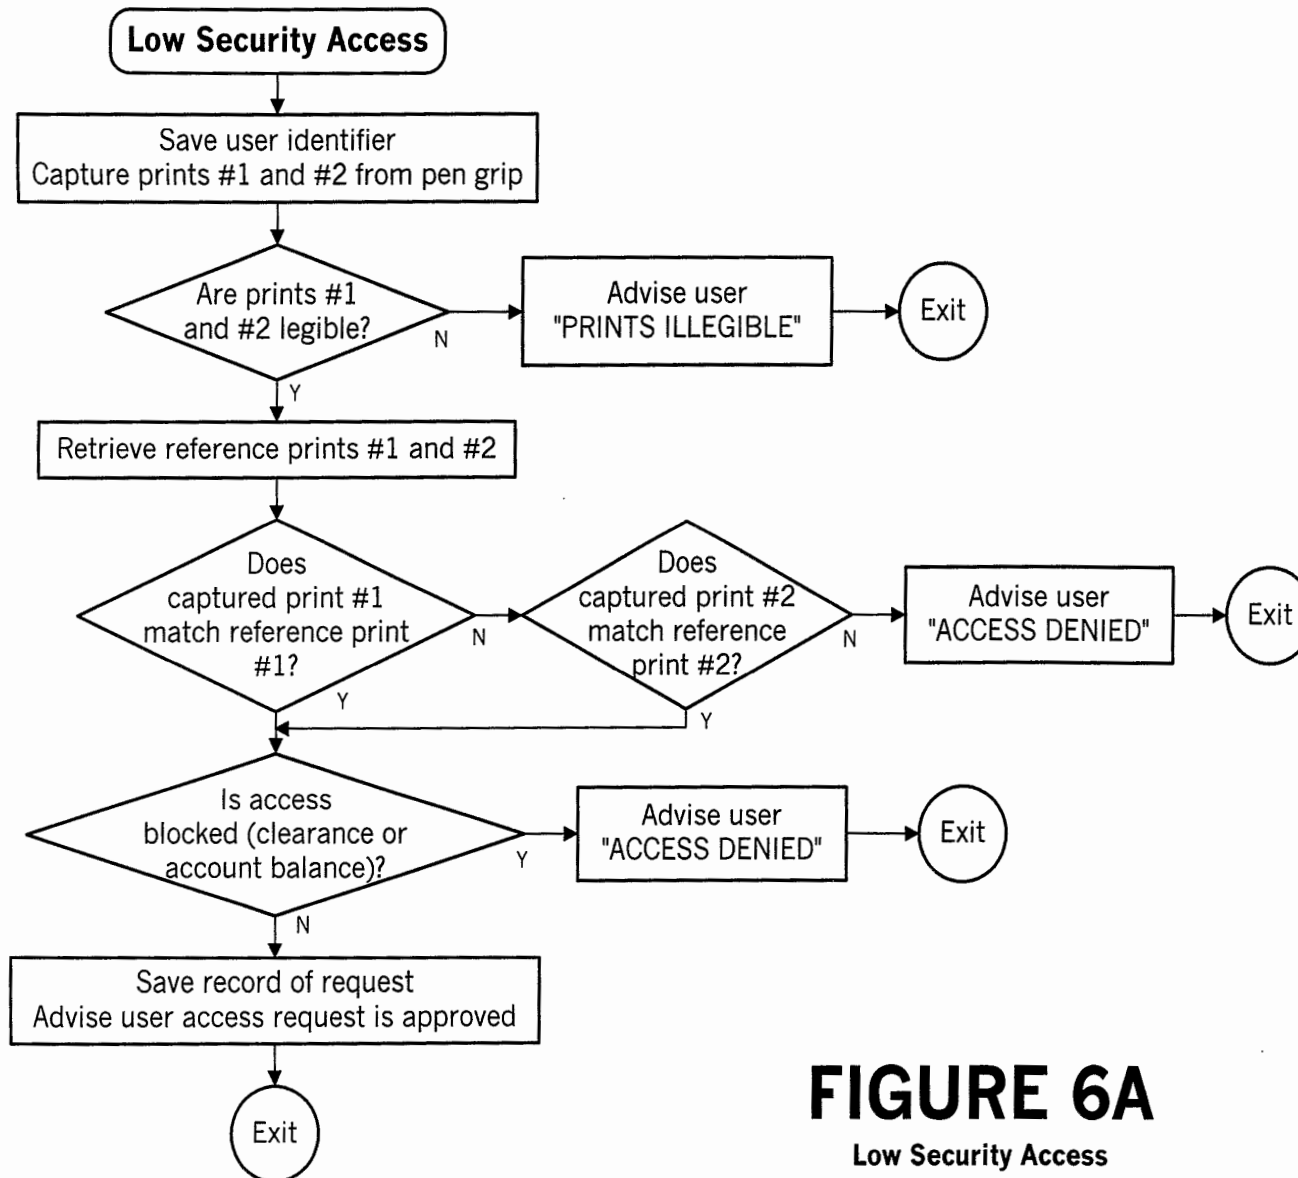 Low Security Access
Save user identifier
Capture prints #1 and #2 from pen grip
Are prints #1
and #2 legible?
N
Advise user
"PRINTS ILLEGIBLE"
Exit
Y
Retrieve reference prints #1 and #2
Does
captured print #1
match reference print
#1?
N
Y
Does
captured print #2
match reference
print #2?
N
Y
Advise user
"ACCESS DENIED"
Exit
Is access
blocked (clearance or
account balance)?
Y
Advise user
"ACCESS DENIED"
Exit
N
Save record of request
Advise user access request is approved
Exit
FIGURE 6A
Low Security Access